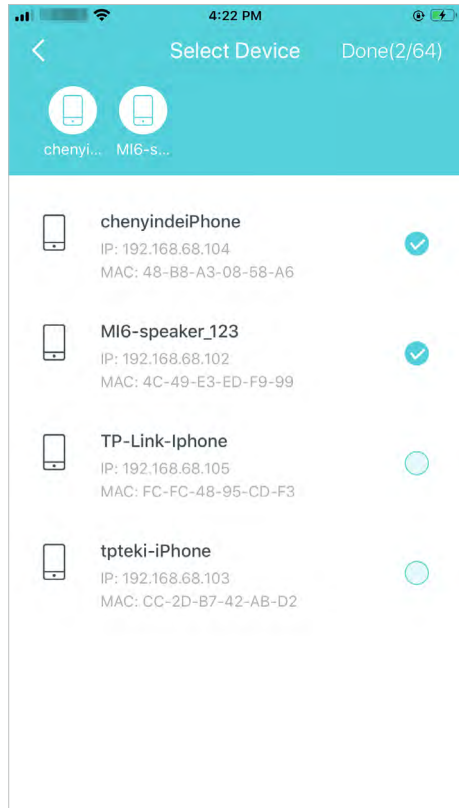 4:22 PM
Select Device
Done(2/64)
chenyi...
MI6-s...
chenyindeiPhone
IP: 192.168.68.104
MAC: 48-B8-A3-08-58-A6
MI6-speaker_123
IP: 192.168.68.102
MAC: 4C-49-E3-ED-F9-99
TP-Link-Iphone
IP: 192.168.68.105
MAC: FC-FC-48-95-CD-F3
tpteki-iPhone
IP: 192.168.68.103
MAC: CC-2D-B7-42-AB-D2